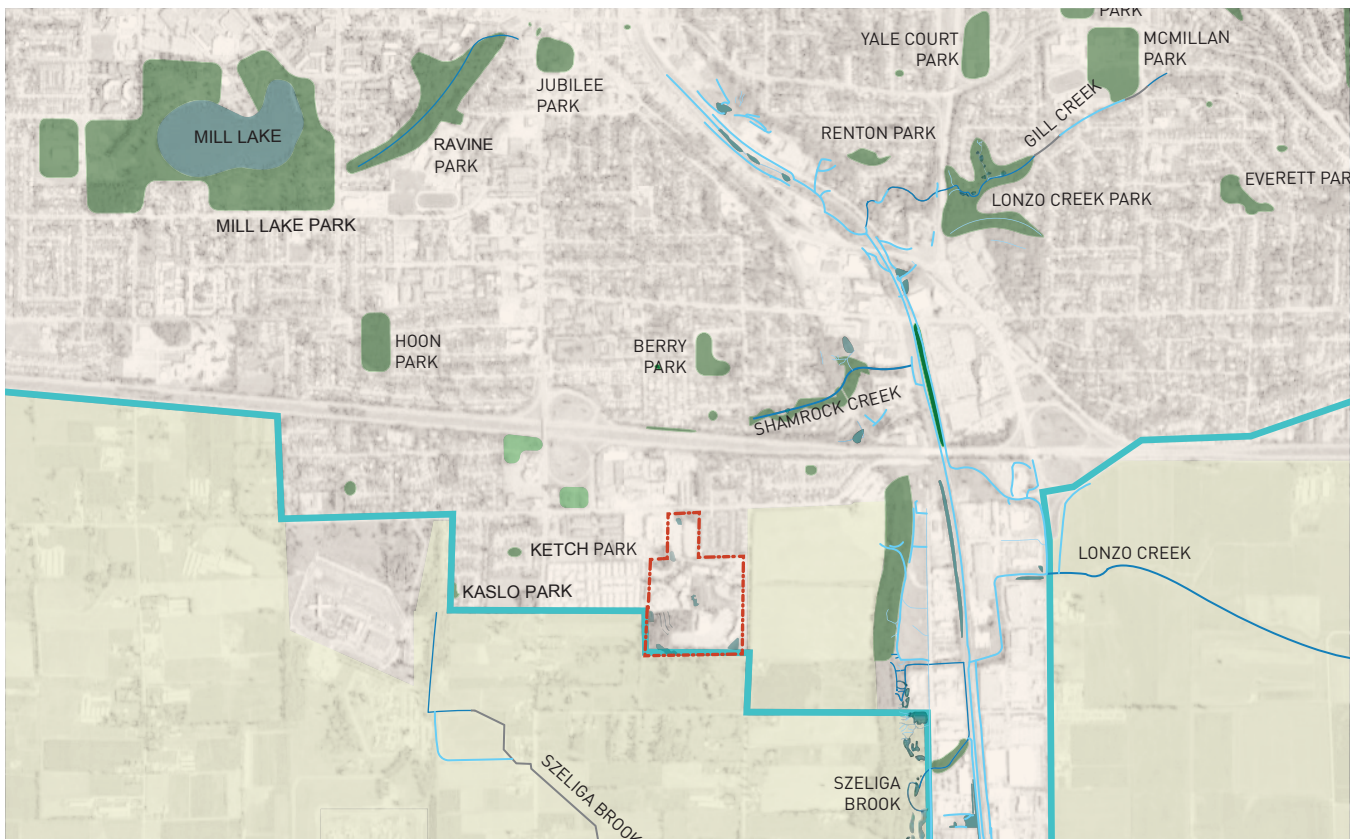 PARK
YALE COURT
PARK
MCMILLAN
PARK
JUBILEE
PARK
GILL CREEK
MILL LAKE
RAVINE
PARK
RENTON PARK
EVERETT PAR
LONZO CREEK PARK
MILL LAKE PARK
HOON
PARK
BERRY
PARK
SHAMROCK CREEK
KETCH PARK
LONZO CREEK
KASLO PARK
SZELIGA BROOK
SZELIGA
BROOK